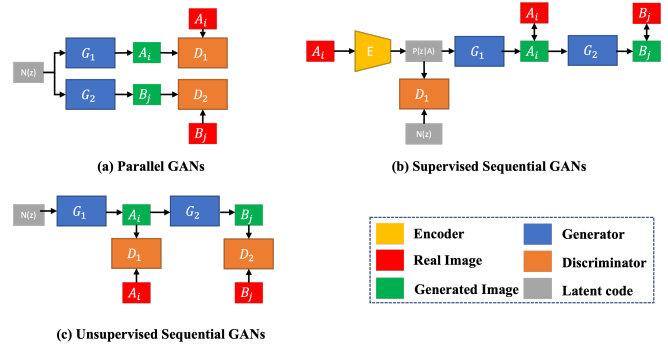 A_i
N(z) G_1 A_i D_1
G_2 B_j D_2
B_j
(a) Parallel GANs
A_i B_j
A_i E P(z|A) G_1 A_i G_2 B_j
D_1
N(z)
(b) Supervised Sequential GANs
N(z) G_1 A_i G_2 B_j
D_1 D_2
A_i B_j
(c) Unsupervised Sequential GANs
Encoder Generator
Real Image Discriminator
Generated Image Latent code